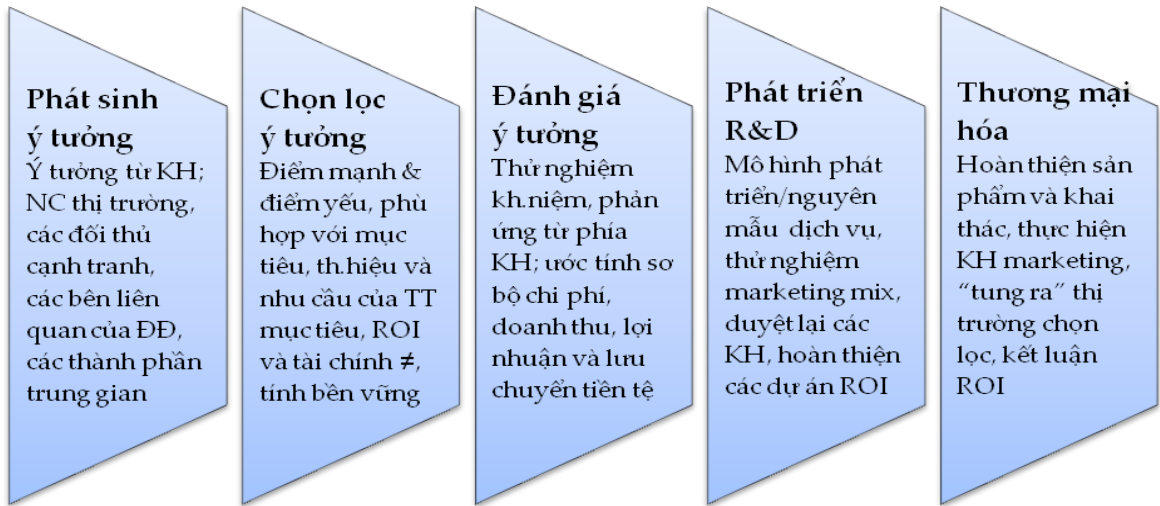 Phát sinh
ý tưởng
Ý tưởng từ KH;
NC thị trường,
các đối thủ
cạnh tranh,
các bên liên
quan của ĐĐ,
các thành phần
trung gian
Chọn lọc
ý tưởng
Điểm mạnh &
điểm yếu, phù
hợp với mục
tiêu, th.hiệu và
nhu cầu của TT
mục tiêu, ROI
và tài chính ≠,
tính bền vững
Đánh giá
ý tưởng
Thử nghiệm
kh.niệm, phản
ứng từ phía
KH; ước tính sơ
bộ chi phí,
doanh thu, lợi
nhuận và lưu
chuyển tiền tệ
Phát triển
R&D
Mô hình phát
triển/nguyên
mẫu dịch vụ,
thử nghiệm
marketing mix,
duyệt lại các
KH, hoàn thiện
các dự án ROI
Thương mại
hóa
Hoàn thiện sản
phẩm và khai
thác, thực hiện
KH marketing,
“tung ra” thị
trường chọn
lọc, kết luận
ROI